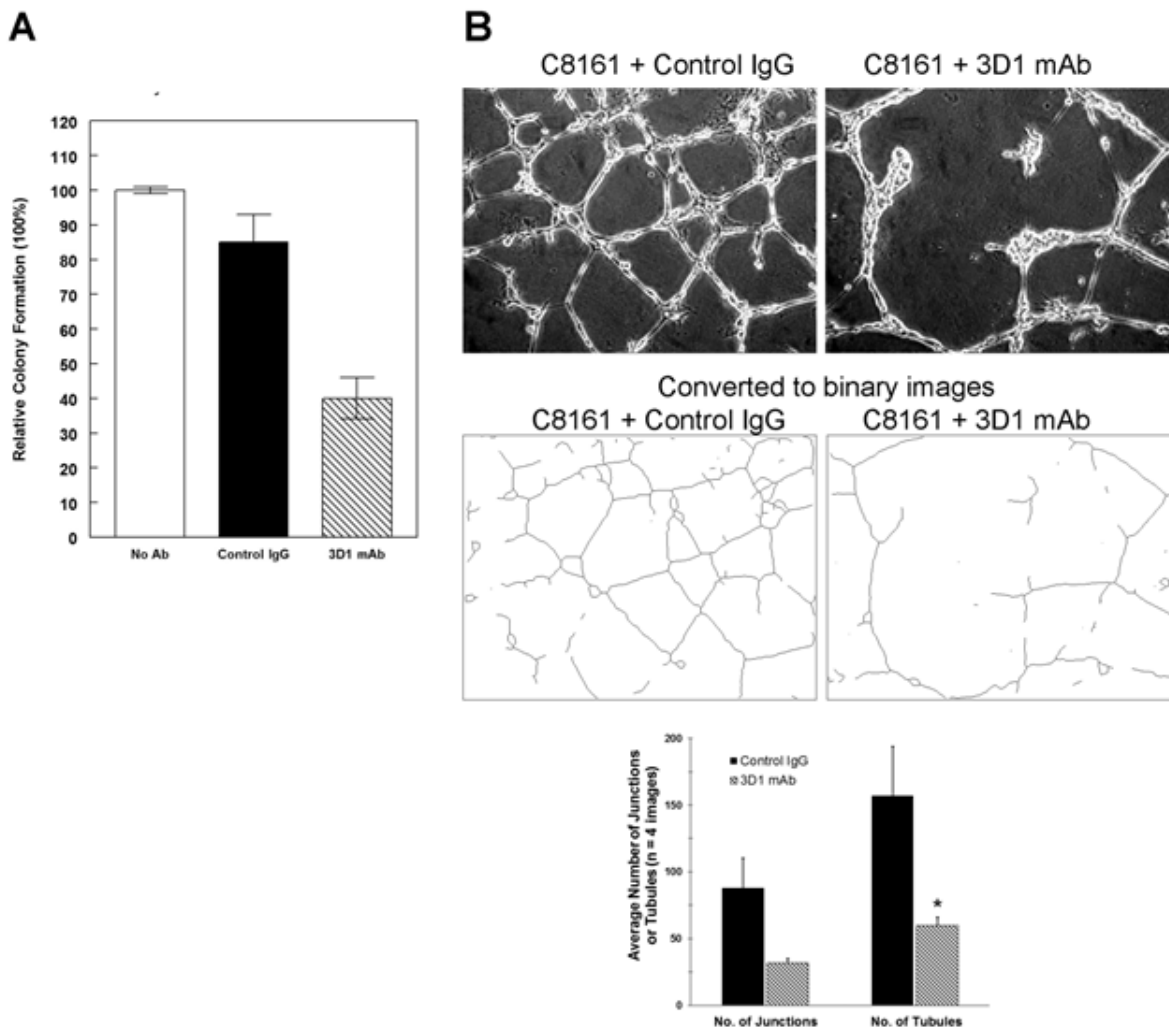 A
Relative Colony Formation (100%)
120
110
100
90
80
70
60
50
40
30
20
10
0
No Ab
Control IgG
3D1 mAb
B
C8161 + Control IgG
C8161 + 3D1 mAb
Converted to binary images
C8161 + Control IgG
C8161 + 3D1 mAb
Average Number of Junctions
or Tubules (n = 4 images)
200
150
100
50
0
Control IgG
3D1 mAb
*
No. of Junctions
No. of Tubules